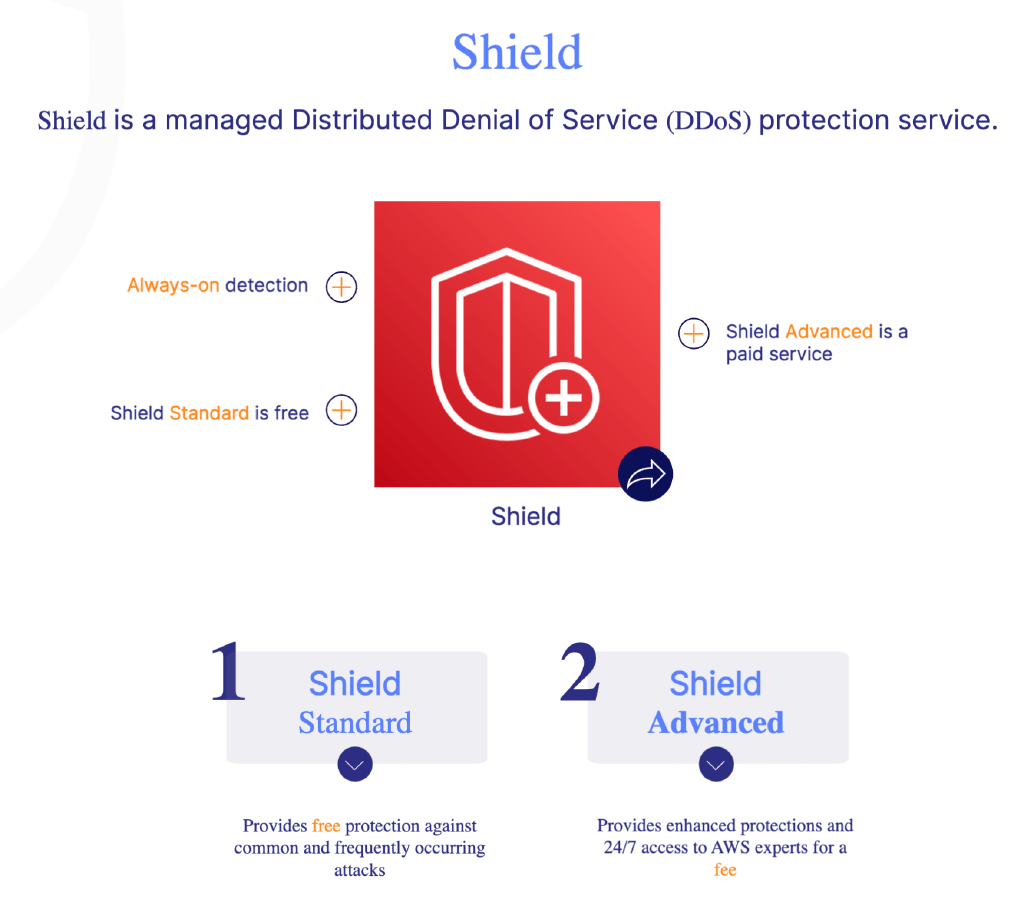 Shield
Shield is a managed Distributed Denial of Service (DDoS) protection service.
Always-on detection
Shield Standard is free
Shield Advanced is a
paid service
Shield
1
Shield
Standard
Provides free protection against
common and frequently occurring
attacks
2
Shield
Advanced
Provides enhanced protections and
24/7 access to AWS experts for a
fee